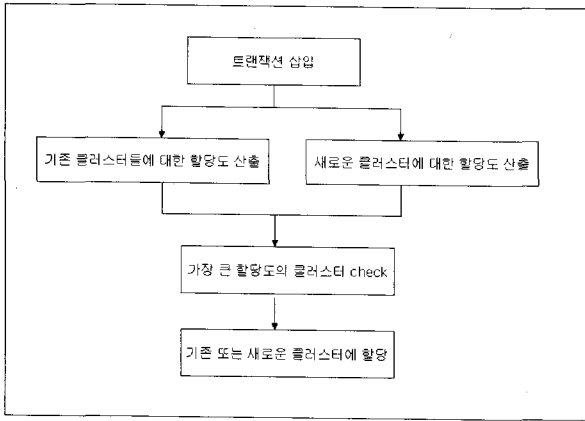 트랜잭션 삽입
기존 클러스터들에 대한 할당도 산출
새로운 클러스터에 대한 할당도 산출
가장 큰 할당도의 클러스터 check
기존 또는 새로운 클러스터에 할당